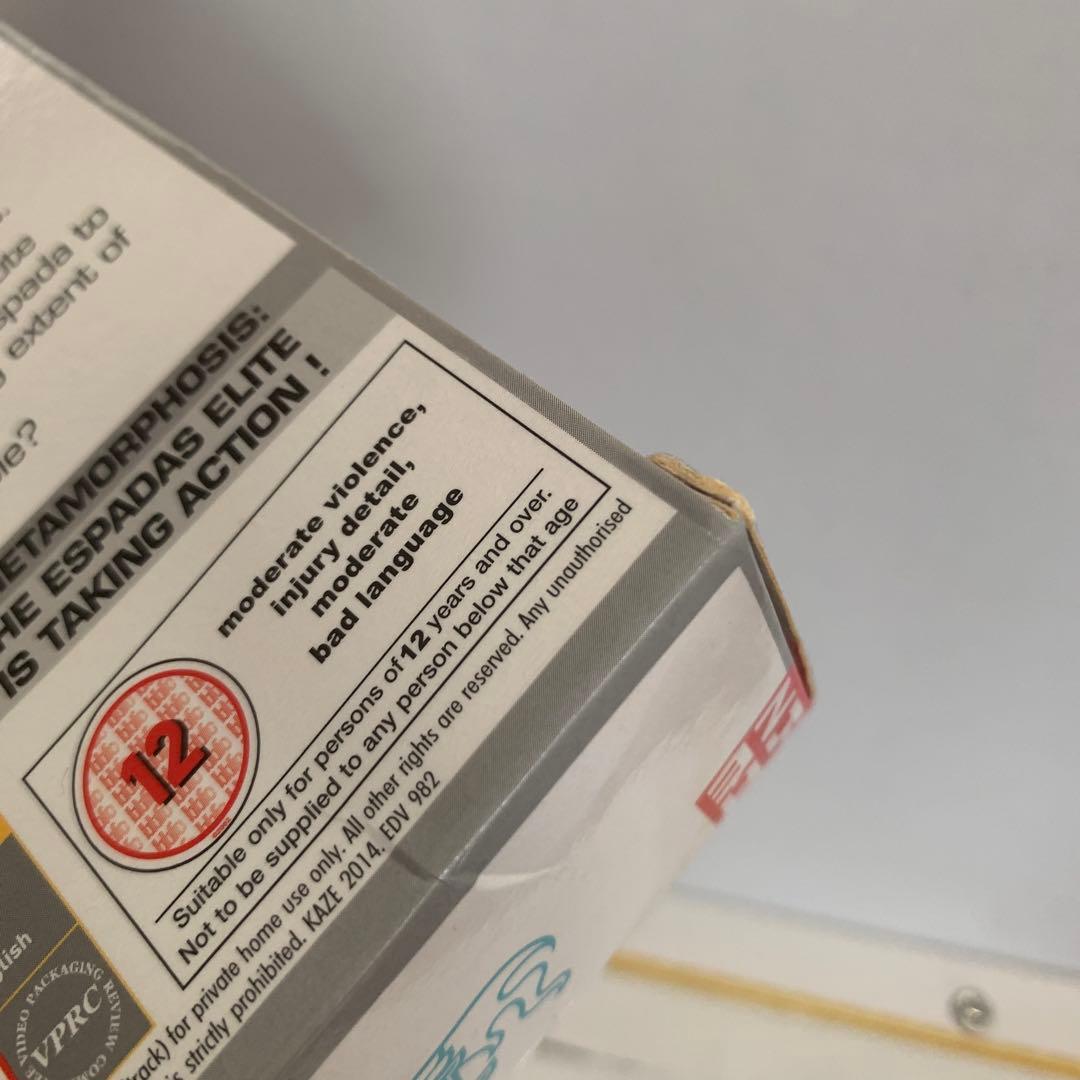 spada to
extent of
METAMORPHOSIS:
THE ESPADAS ELITE
IS TAKING ACTION !
moderate violence,
injury detail,
moderate
bad language
12
Suitable only for persons of 12 years and over.
Not to be supplied to any person below that age
track) for private home use only. All other rights are reserved. Any unauthorised
is strictly prohibited. KAZE 2014. EDV 982
VIDEO PACKAGING REVIEW
VPRC